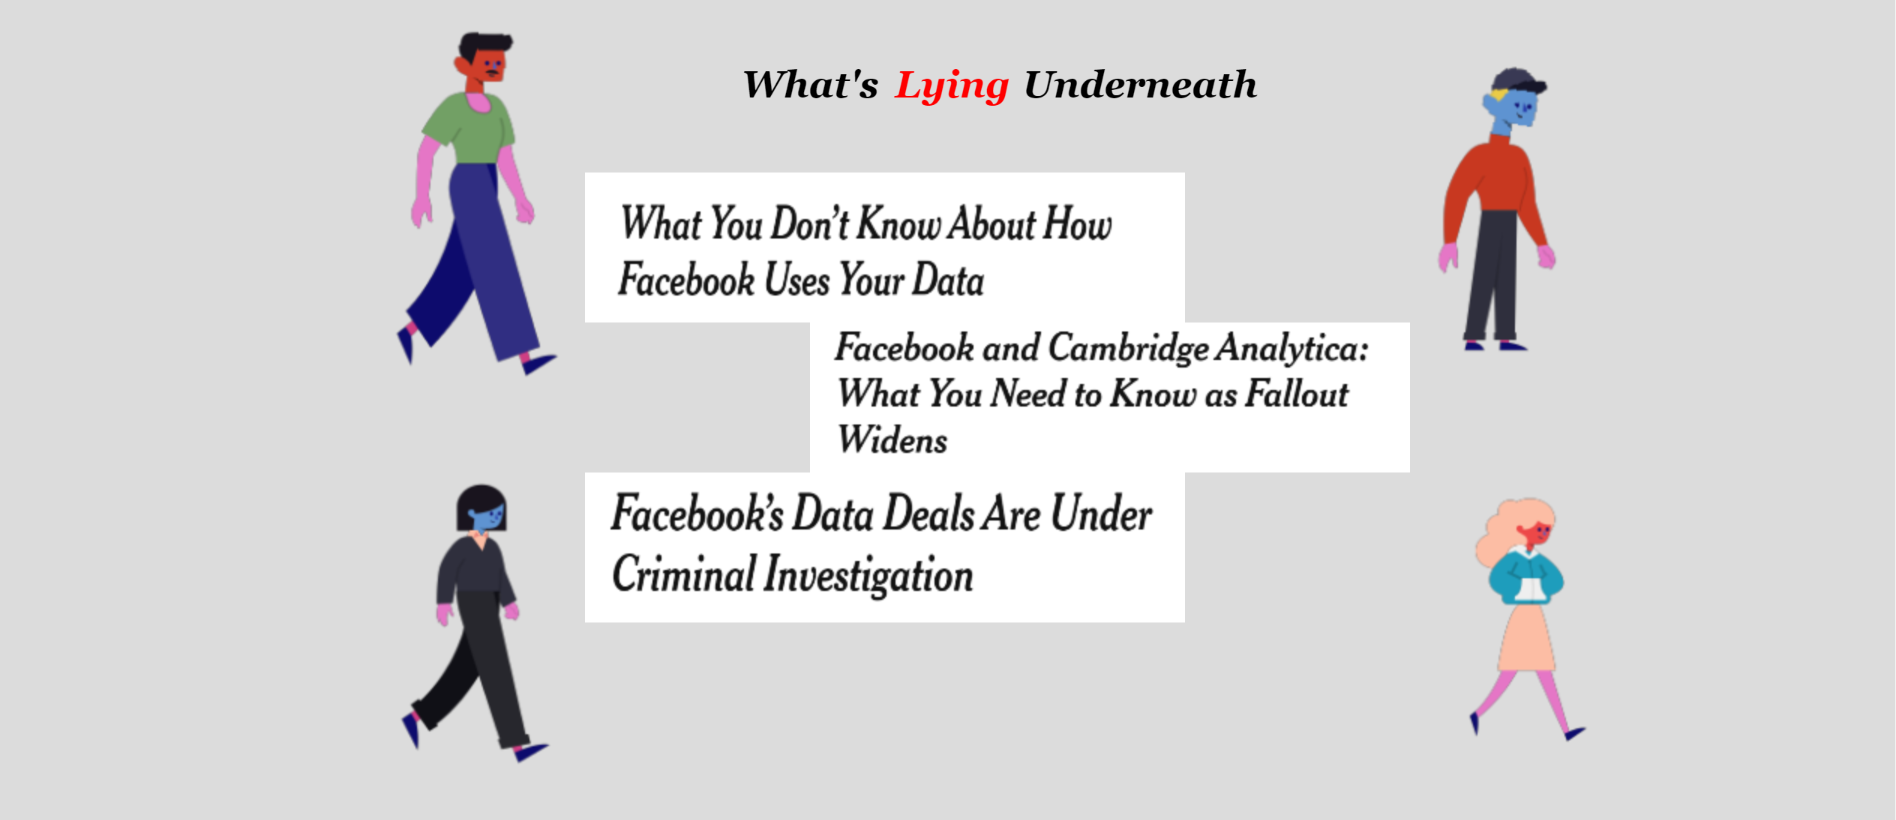 What's Lying Underneath
What You Don’t Know About How
Facebook Uses Your Data
Facebook and Cambridge Analytica:
What You Need to Know as Fallout
Widens
Facebook’s Data Deals Are Under
Criminal Investigation